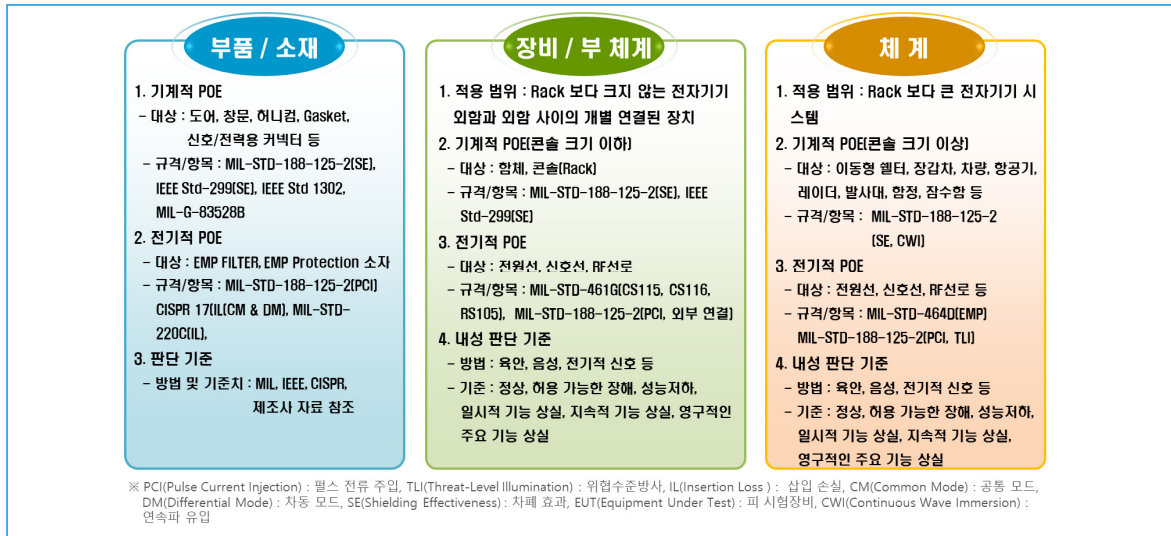 부품 / 소재
1. 기계적 POE
- 대상 : 도어, 창문, 허니컴, Gasket,
신호/전력용 커넥터 등
- 규격/항목 : MIL-STD-188-125-2(SE),
IEEE Std-299(SE), IEEE Std 1302,
MIL-G-83528B
2. 전기적 POE
- 대상 : EMP FILTER, EMP Protection 소자
- 규격/항목 : MIL-STD-188-125-2(PCI)
CISPR 17(IL(CM & DM), MIL-STD-
220C(IL),
3. 판단 기준
- 방법 및 기준치 : MIL, IEEE, CISPR,
제조사 자료 참조
장비 / 부 체계
1. 적용 범위 : Rack 보다 크지 않는 전자기기
외함과 외함 사이의 개별 연결된 장치
2. 기계적 POE(콘솔 크기 이하)
- 대상 : 함체, 콘솔(Rack)
- 규격/항목 : MIL-STD-188-125-2(SE), IEEE
Std-299(SE)
3. 전기적 POE
- 대상 : 전원선, 신호선, RF선로
- 규격/항목 : MIL-STD-461G(CS115, CS116,
RS105), MIL-STD-188-125-2(PCI, 외부 연결)
4. 내성 판단 기준
- 방법 : 육안, 음성, 전기적 신호 등
- 기준 : 정상, 허용 가능한 장해, 성능저하,
일시적 기능 상실, 지속적 기능 상실, 영구적인
주요 기능 상실
체 계
1. 적용 범위 : Rack 보다 큰 전자기기 시
스템
2. 기계적 POE(콘솔 크기 이상)
- 대상 : 이동형 쉘터, 장갑차, 차량, 항공기,
레이더, 발사대, 함정, 잠수함 등
- 규격/항목 : MIL-STD-188-125-2
(SE, CWI)
3. 전기적 POE
- 대상 : 전원선, 신호선, RF선로 등
- 규격/항목 : MIL-STD-464D(EMP)
MIL-STD-188-125-2(PCI, TLI)
4. 내성 판단 기준
- 방법 : 육안, 음성, 전기적 신호 등
- 기준 : 정상, 허용 가능한 장해, 성능저하,
일시적 기능 상실, 지속적 기능 상실,
영구적인 주요 기능 상실
※ PCI(Pulse Current Injection) : 펄스 전류 주입, TLI(Threat-Level Illumination) : 위협수준방사, IL(Insertion Loss ) : 삽입 손실, CM(Common Mode) : 공통 모드,
DM(Differential Mode) : 차동 모드, SE(Shielding Effectiveness) : 차폐 효과, EUT(Equipment Under Test) : 피 시험장비, CWI(Continuous Wave Immersion) :
연속파 유입